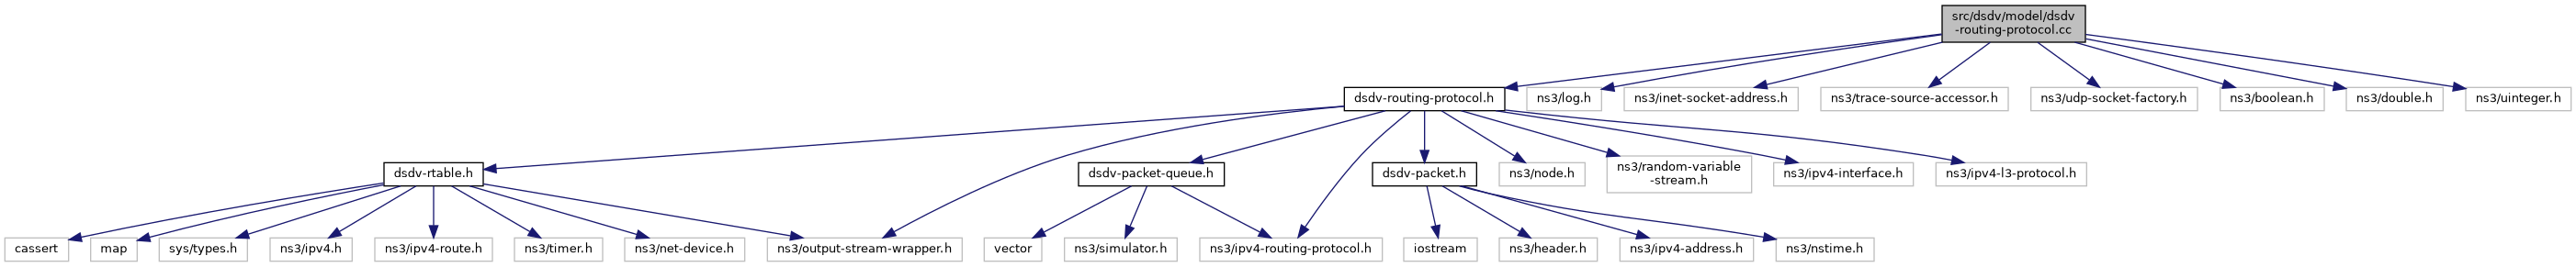 src/dsdv/model/dsdv
-routing-protocol.cc
dsdv-routing-protocol.h
ns3/log.h
ns3/inet-socket-address.h
ns3/trace-source-accessor.h
ns3/udp-socket-factory.h
ns3/boolean.h
ns3/double.h
ns3/uinteger.h
dsdv-rtable.h
dsdv-packet-queue.h
dsdv-packet.h
ns3/node.h
ns3/random-variable
-stream.h
ns3/ipv4-interface.h
ns3/ipv4-l3-protocol.h
cassert
map
sys/types.h
ns3/ipv4.h
ns3/ipv4-route.h
ns3/timer.h
ns3/net-device.h
ns3/output-stream-wrapper.h
vector
ns3/simulator.h
ns3/ipv4-routing-protocol.h
iostream
ns3/header.h
ns3/ipv4-address.h
ns3/nstime.h